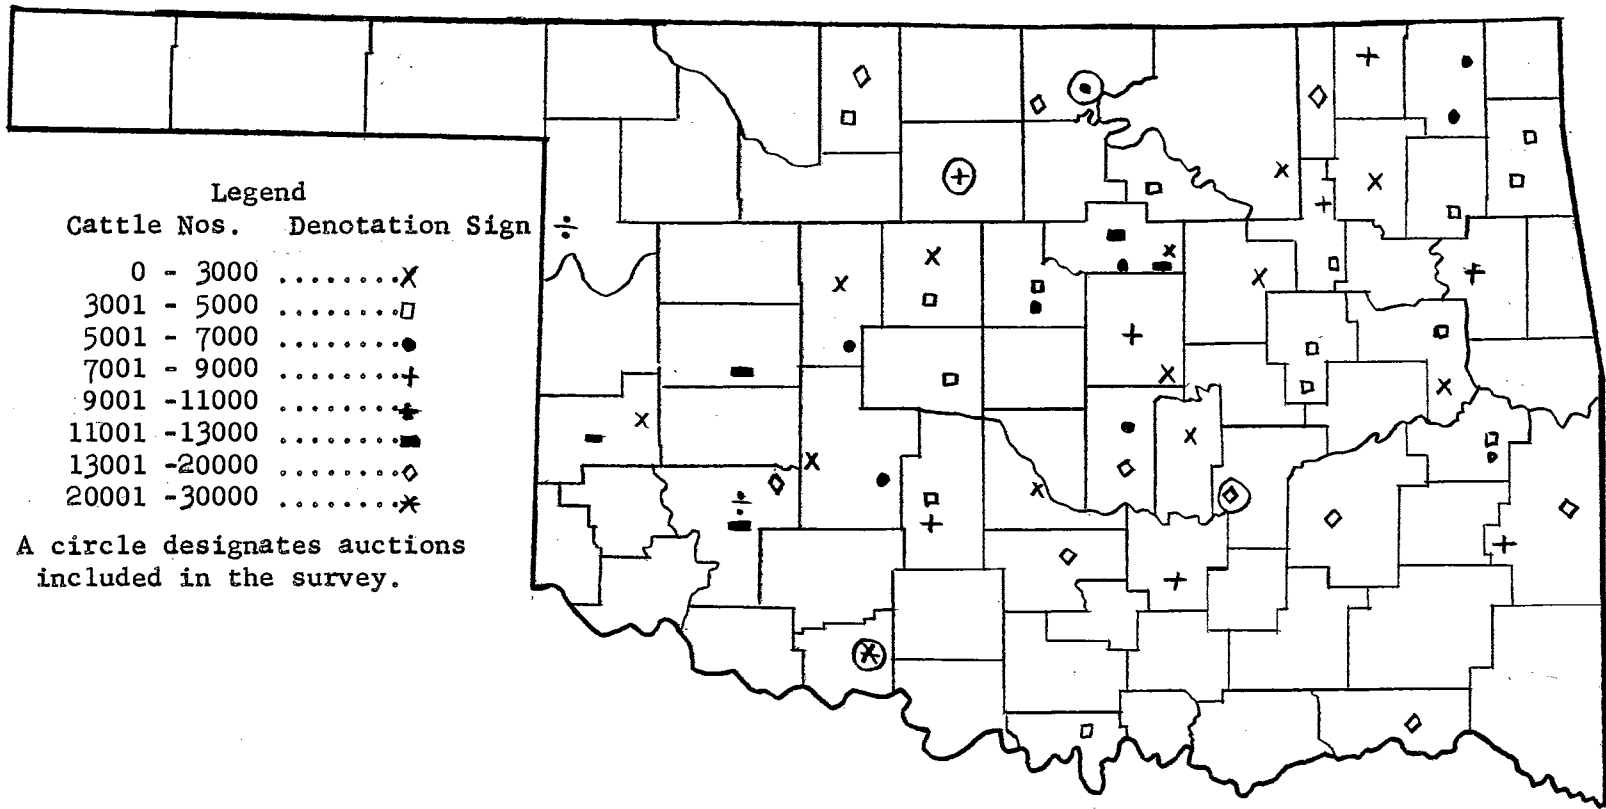 Legend
Cattle Nos. Denotation Sign
0 - 3000 ........X
3001 - 5000 ........□
5001 - 7000 ........●
7001 - 9000 ........+
9001 -11000 ........÷
11001 -13000 ........▬
13001 -20000 ........◇
20001 -30000 ........*
A circle designates auctions
included in the survey.